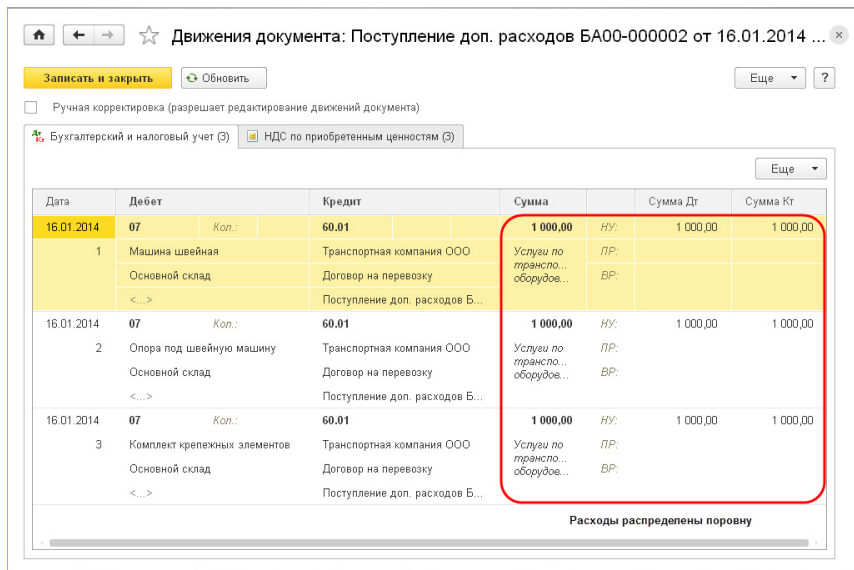 Движения документа: Поступление доп. расходов БА00-000002 от 16.01.2014 ...
Записать и закрыть Обновить Еще ?
Ручная корректировка (разрешает редактирование движений документа)
Дт Кт Бухгалтерский и налоговый учет (3) НДС по приобретенным ценностям (3)
Еще
Дата Дебет Кредит Сумма Сумма Дт Сумма Кт
16.01.2014 07 Кол.: 60.01 1 000,00 НУ: 1 000,00 1 000,00
1 Машина швейная Транспортная компания ООО Услуги по ПР:
транспо...
Основной склад Договор на перевозку оборудов... ВР:
<...> Поступление доп. расходов Б...
16.01.2014 07 Кол.: 60.01 1 000,00 НУ: 1 000,00 1 000,00
2 Опора под швейную машину Транспортная компания ООО Услуги по ПР:
транспо...
Основной склад Договор на перевозку оборудов... ВР:
<...> Поступление доп. расходов Б...
16.01.2014 07 Кол.: 60.01 1 000,00 НУ: 1 000,00 1 000,00
3 Комплект крепежных элементов Транспортная компания ООО Услуги по ПР:
транспо...
Основной склад Договор на перевозку оборудов... ВР:
<...> Поступление доп. расходов Б...
Расходы распределены поровну